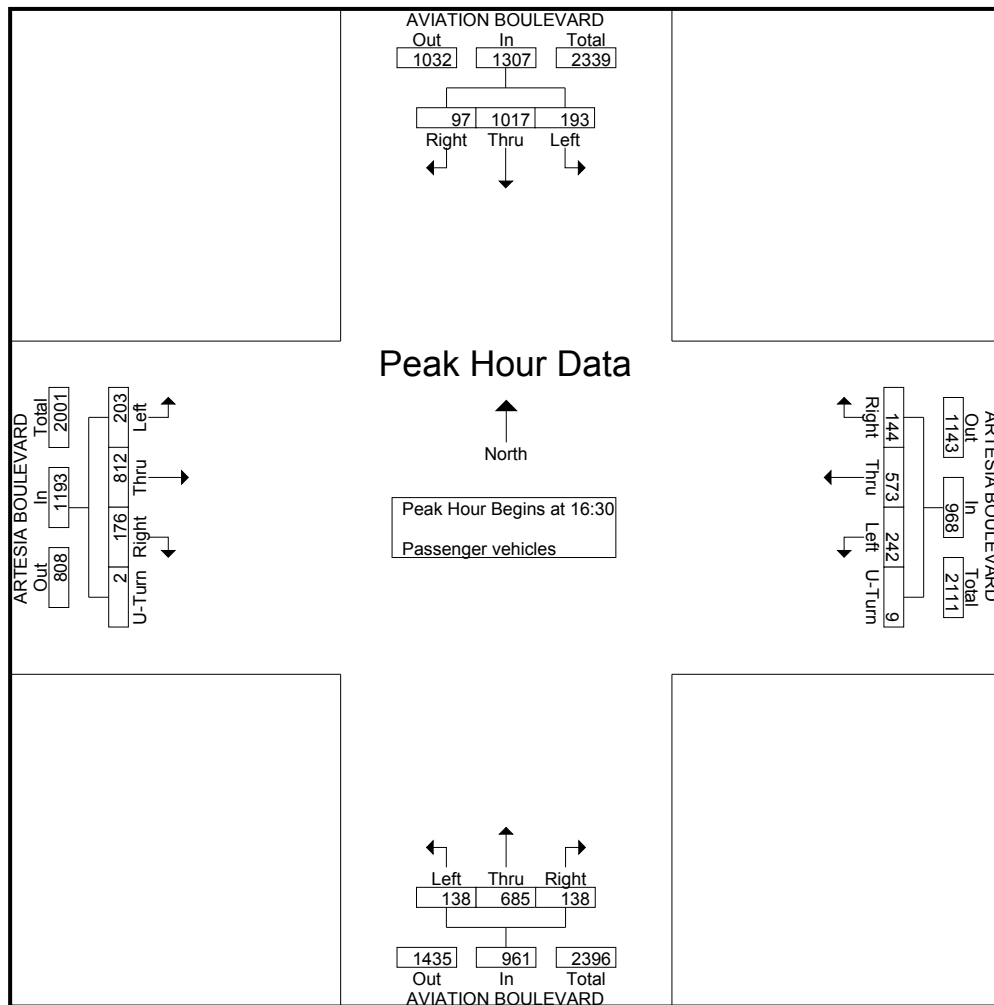 AVIATION BOULEVARD
Out In Total
1032 1307 2339
97 1017 193
Right Thru Left
Peak Hour Data
North
Peak Hour Begins at 16:30
Passenger vehicles
ARTESIA BOULEVARD
Out In Total
808 1193 2001
2 176 812 203
U-Turn Right Thru Left
ARTESIA BOULEVARD
Out In Total
1143 968 2111
144 573 242 9
Right Thru Left U-Turn
Left Thru Right
138 685 138
1435 961 2396
Out In Total
AVIATION BOULEVARD